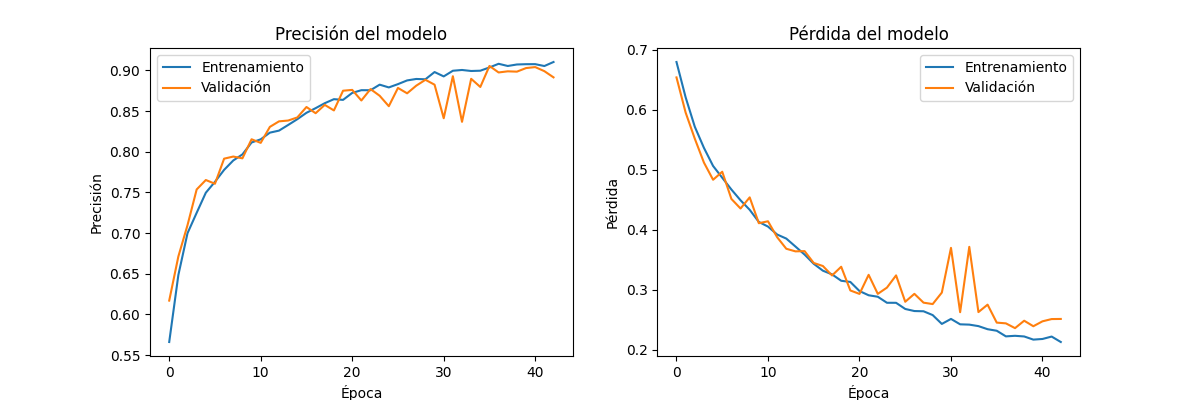 Precisión del modelo
Entrenamiento
Validación
0.90
0.85
0.80
0.75
0.70
0.65
0.60
0.55
Precisión
0 10 20 30 40
Época
Pérdida del modelo
Entrenamiento
Validación
0.7
0.6
0.5
0.4
0.3
0.2
Pérdida
0 10 20 30 40
Época